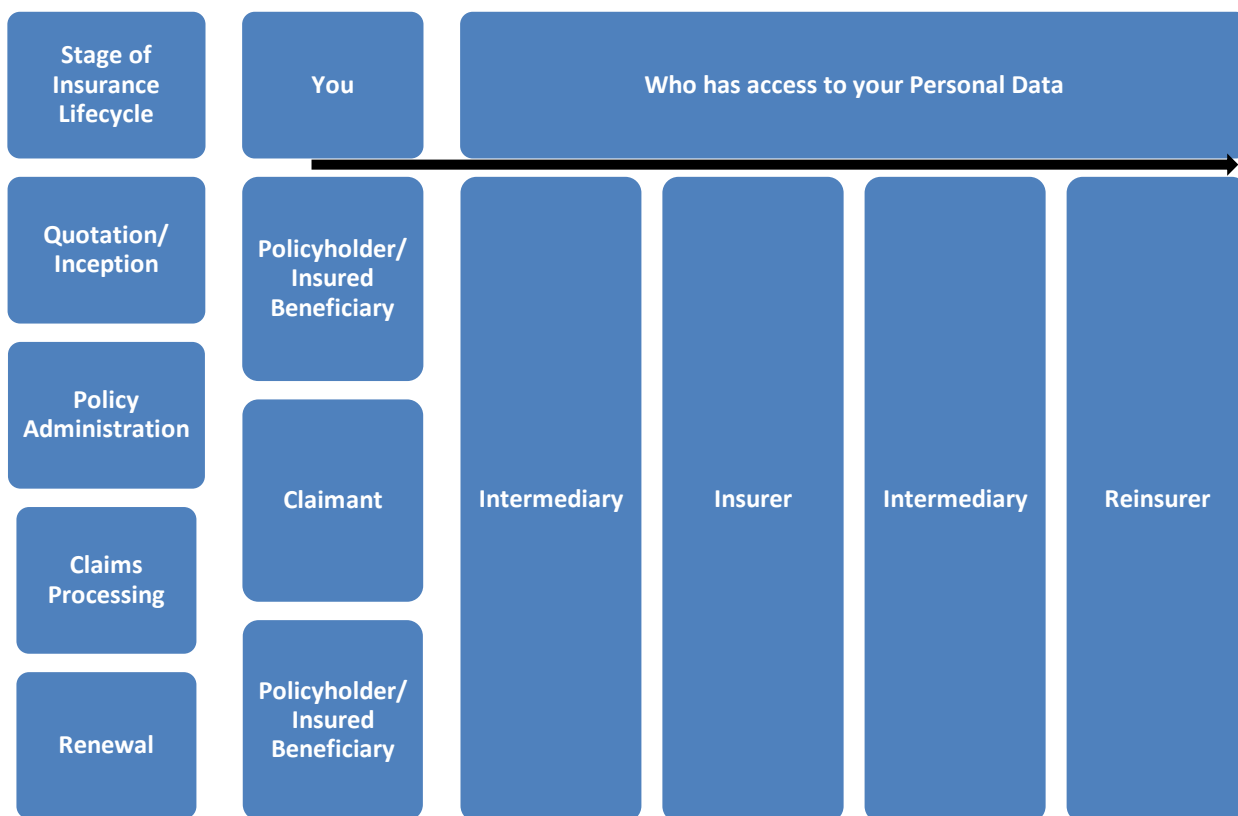 Stage of
Insurance
Lifecycle
You
Who has access to your Personal Data
Quotation/
Inception
Policyholder/
Insured
Beneficiary
Policy
Administration
Claimant
Intermediary
Insurer
Intermediary
Reinsurer
Claims
Processing
Renewal
Policyholder/
Insured
Beneficiary